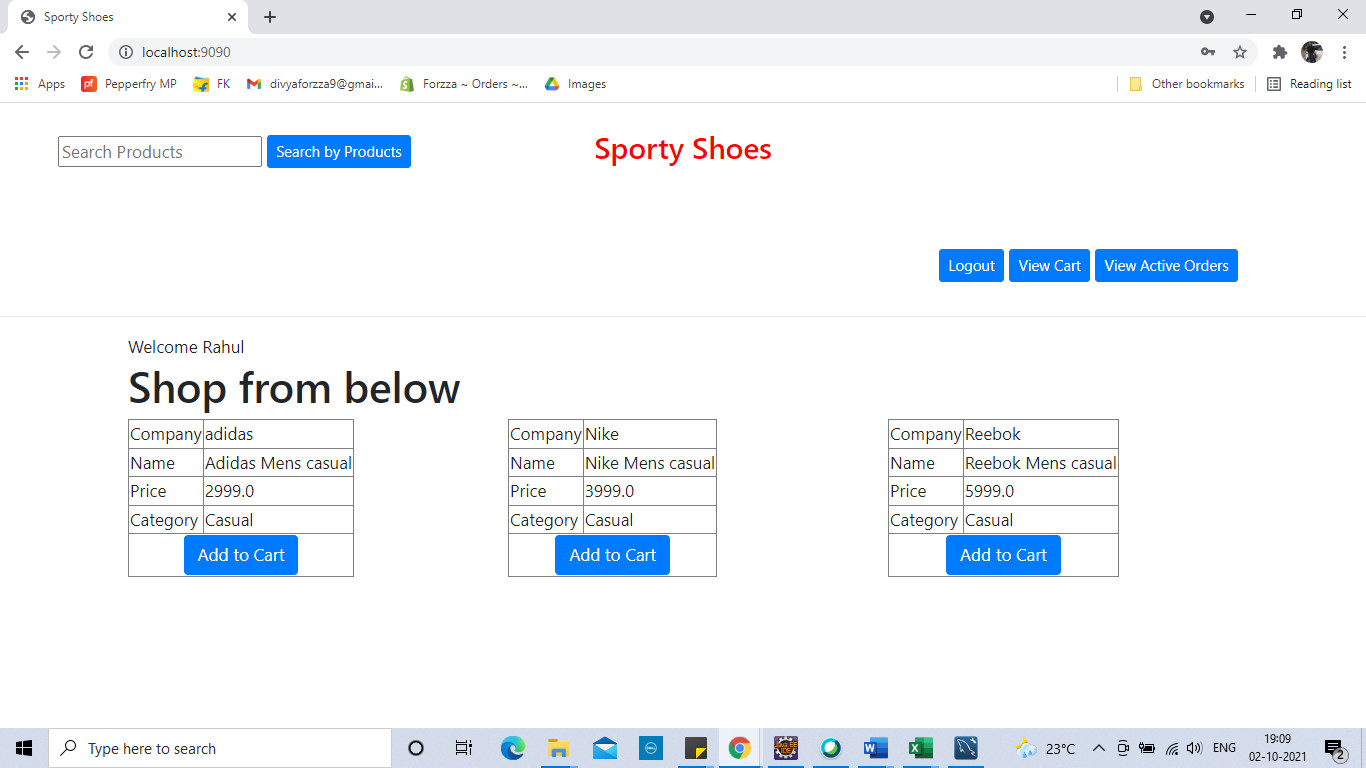 Sporty Shoes
localhost:9090
Apps Pepperfry MP FK divyaforzza9@gmai... Forzza ~ Orders ~... Images Other bookmarks Reading list
Search Products Search by Products Sporty Shoes
Logout View Cart View Active Orders
Welcome Rahul
Shop from below
Company adidas Company Nike Company Reebok
Name Adidas Mens casual Name Nike Mens casual Name Reebok Mens casual
Price 2999.0 Price 3999.0 Price 5999.0
Category Casual Category Casual Category Casual
Add to Cart Add to Cart Add to Cart
Type here to search 23°C ENG 19:09
02-10-2021 2